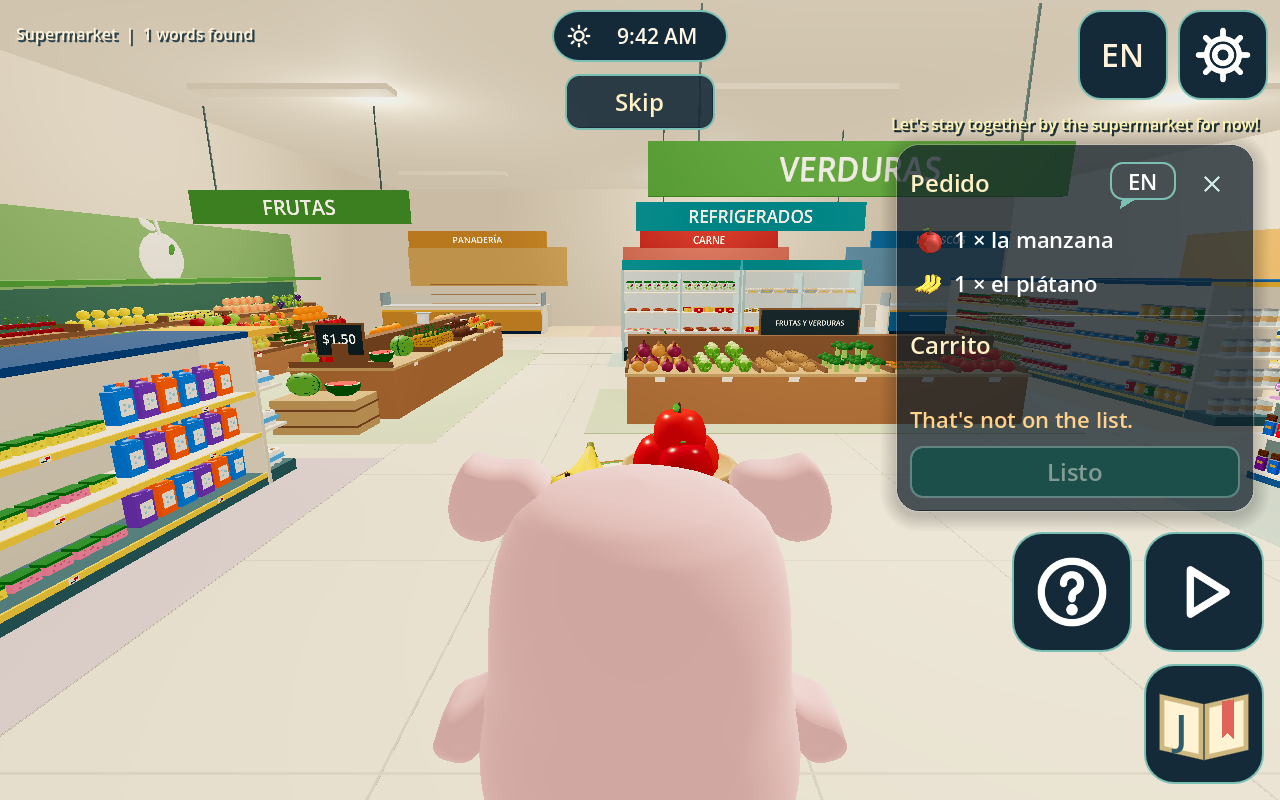 Supermarket | 1 words found
9:42 AM
Skip
EN
Let's stay together by the supermarket for now!
VERDURAS
FRUTAS
REFRIGERADOS
PANADERÍA
CARNE
FRUTAS Y VERDURAS
$1.50
Pedido
EN
1 × la manzana
1 × el plátano
Carrito
That's not on the list.
Listo
J